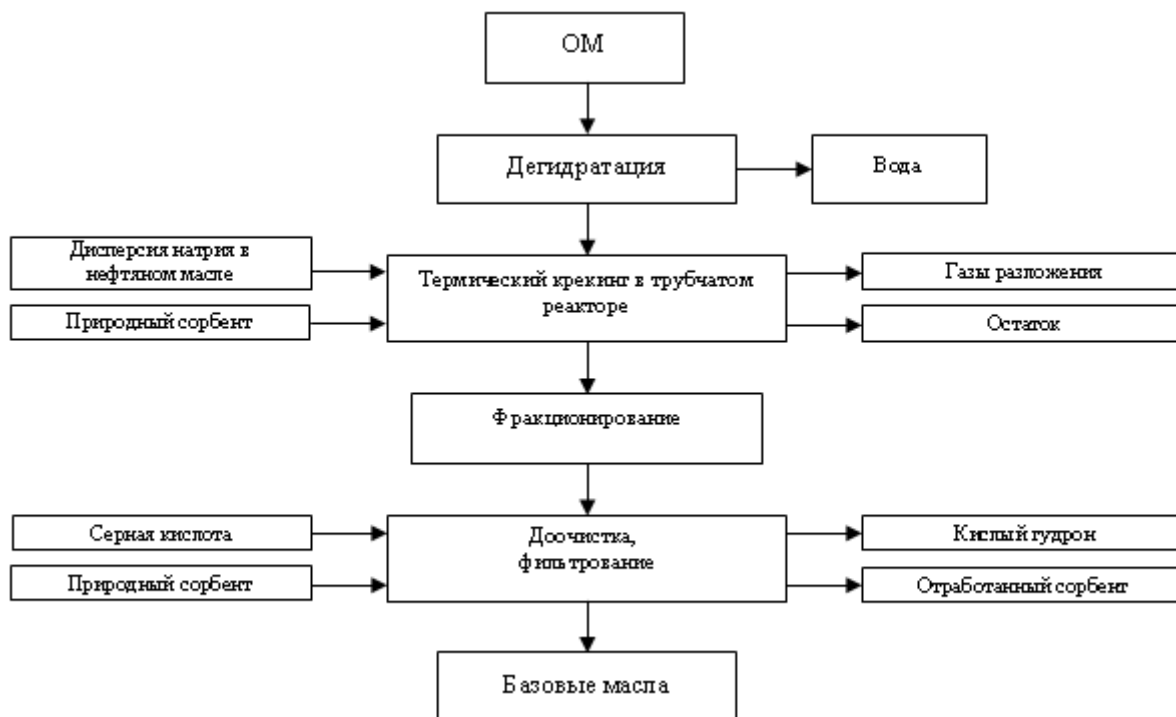 ОМ
Дегидратация
Вода
Дисперсия натрия в
нефтяном масле
Природный сорбент
Термический крекинг в трубчатом
реакторе
Газы разложения
Остаток
Фракционирование
Серная кислота
Природный сорбент
Доочистка,
фильтрование
Кислый гудрон
Отработанный сорбент
Базовые масла